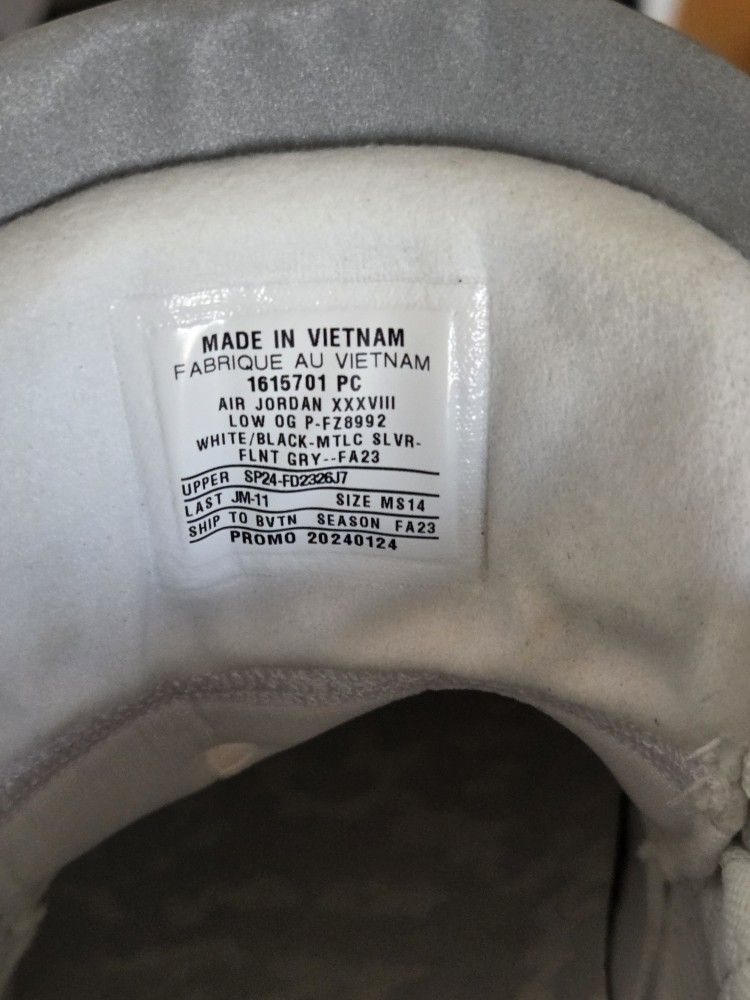 MADE IN VIETNAM
FABRIQUE AU VIETNAM
1615701 PC
AIR JORDAN XXXVIII
LOW OG P-FZ8992
WHITE/BLACK-MTLC SLVR-
FLNT GRY--FA23
UPPER SP24-FD2326J7
LAST JM-11 SIZE MS14
SHIP TO BVTN SEASON FA23
PROMO 20240124